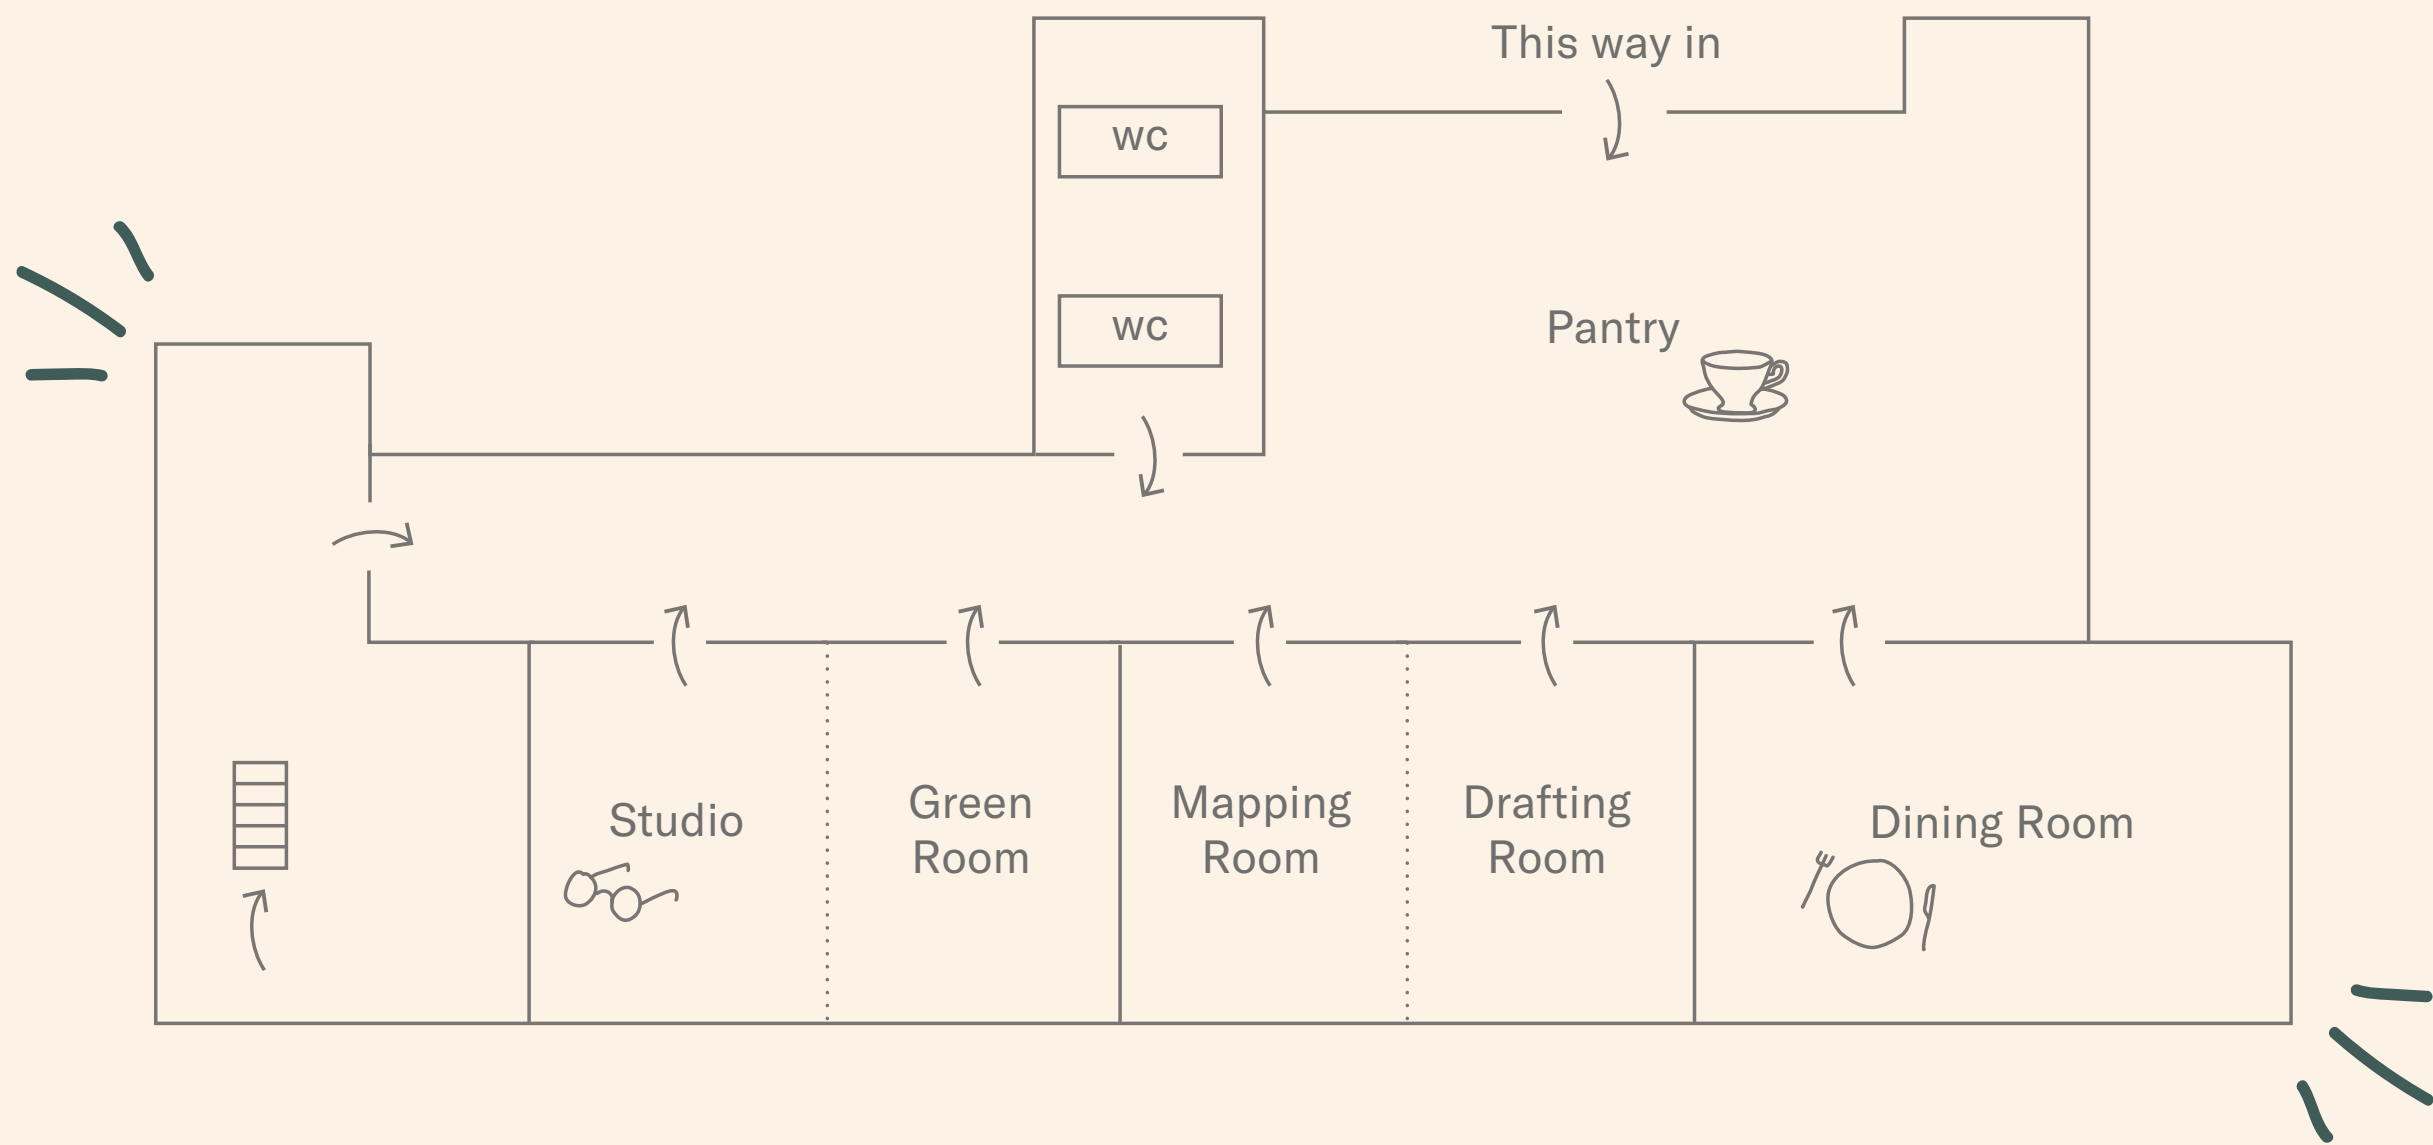 This way in
wc
wc
Pantry
Studio
Green
Room
Mapping
Room
Drafting
Room
Dining Room